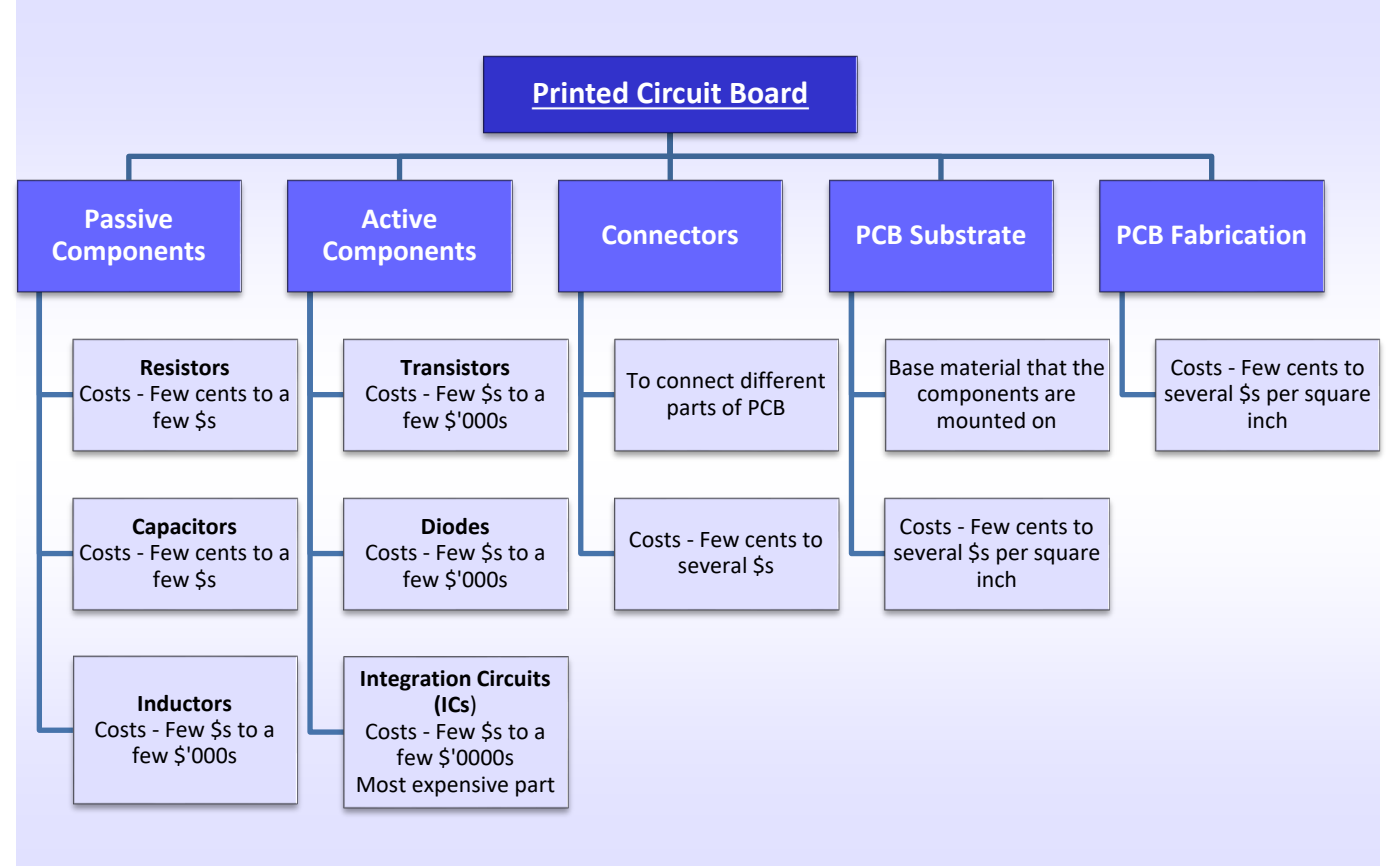 Printed Circuit Board
Passive
Components
Active
Components
Connectors
PCB Substrate
PCB Fabrication
Resistors
Costs - Few cents to a
few $s
Transistors
Costs - Few $s to a
few $'000s
To connect different
parts of PCB
Base material that the
components are
mounted on
Costs - Few cents to
several $s per square
inch
Capacitors
Costs - Few cents to a
few $s
Diodes
Costs - Few $s to a
few $'000s
Costs - Few cents to
several $s
Costs - Few cents to
several $s per square
inch
Inductors
Costs - Few $s to a
few $'000s
Integration Circuits
(ICs)
Costs - Few $s to a
few $'0000s
Most expensive part